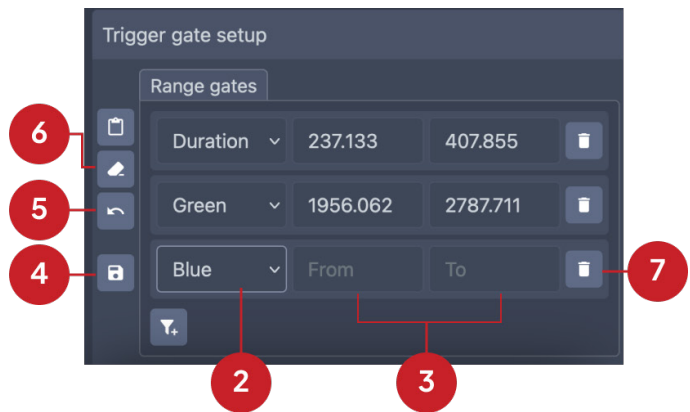 Trigger gate setup
Range gates
6
Duration 237.133 407.855
5
Green 1956.062 2787.711
4
Blue From To
7
2
3